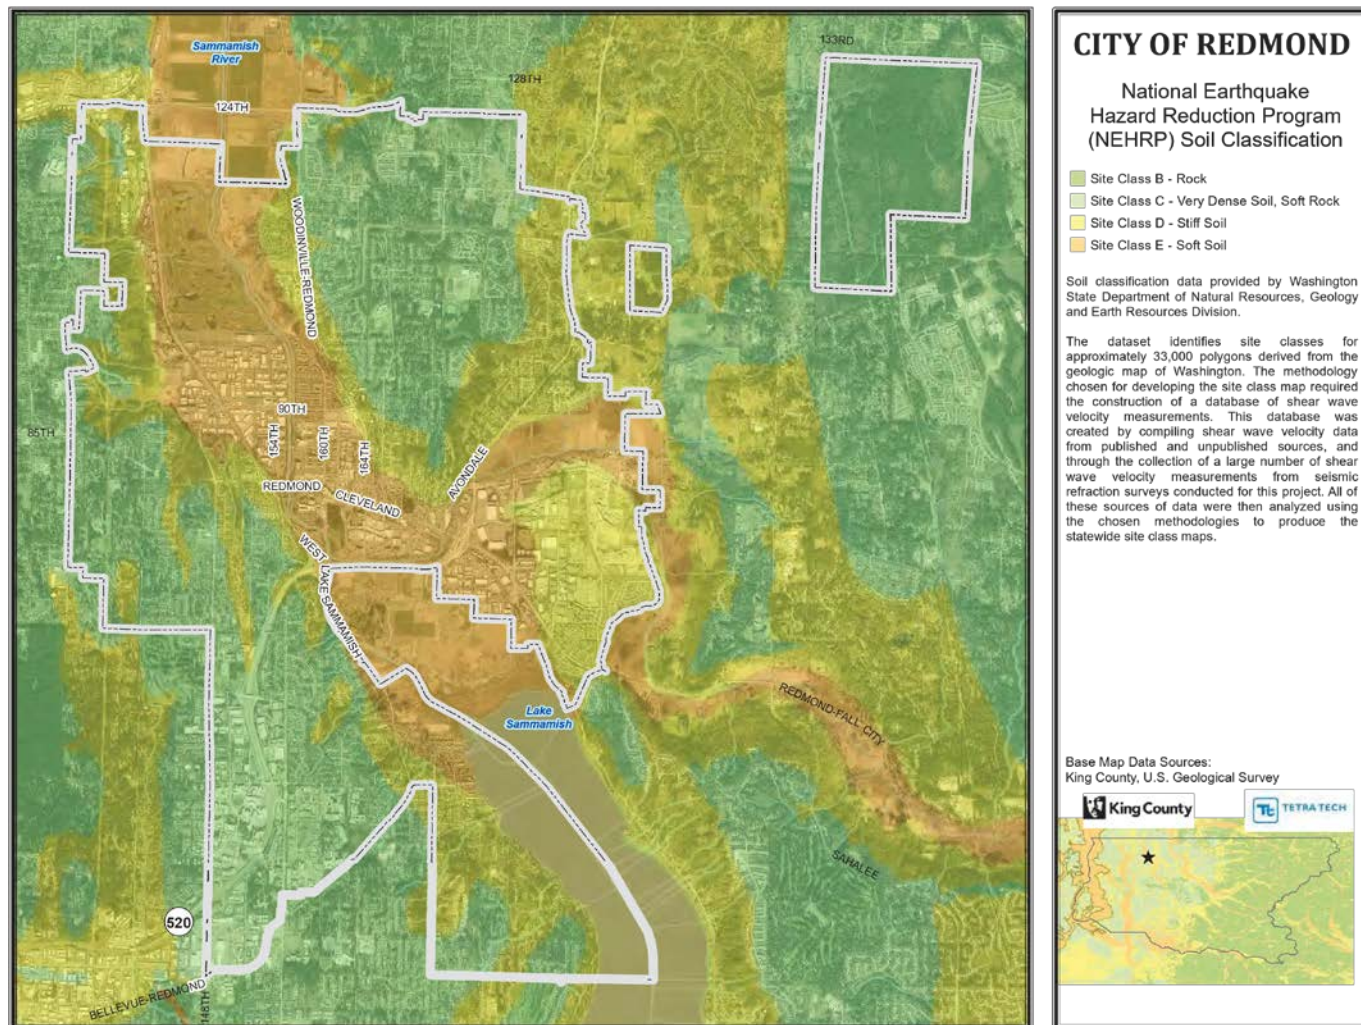 Sammamish
River
124TH
128TH
133RD
WOODINVILLE-REDMOND
85TH
90TH
154TH
160TH
164TH
AVONDALE
REDMOND
CLEVELAND
WEST LAKE SAMMAMISH
Lake
Sammamish
REDMOND-FALL CITY
SAHALEE
520
BELLEVUE-REDMOND
148TH
CITY OF REDMOND
National Earthquake
Hazard Reduction Program
(NEHRP) Soil Classification
Site Class B - Rock
Site Class C - Very Dense Soil, Soft Rock
Site Class D - Stiff Soil
Site Class E - Soft Soil
Soil classification data provided by Washington
State Department of Natural Resources, Geology
and Earth Resources Division.
The dataset identifies site classes for
approximately 33,000 polygons derived from the
geologic map of Washington. The methodology
chosen for developing the site class map required
the construction of a database of shear wave
velocity measurements. This database was
created by compiling shear wave velocity data
from published and unpublished sources, and
through the collection of a large number of shear
wave velocity measurements from seismic
refraction surveys conducted for this project. All of
these sources of data were then analyzed using
the chosen methodologies to produce the
statewide site class maps.
Base Map Data Sources:
King County, U.S. Geological Survey
King County
TETRA TECH